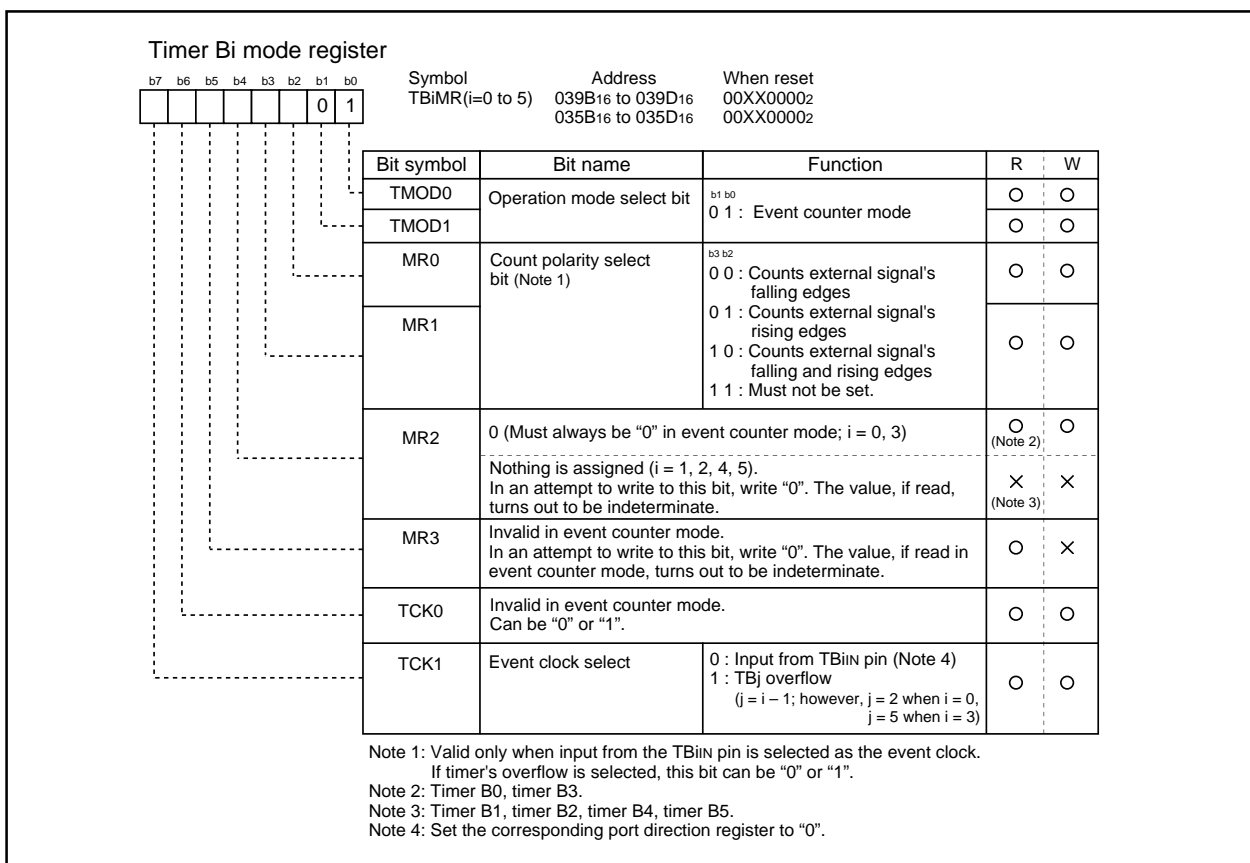 Timer Bi mode register
b7 b6 b5 b4 b3 b2 b1 b0
0 1
Symbol Address When reset
TBiMR(i=0 to 5) 039B16 to 039D16 00XX00002
035B16 to 035D16 00XX00002
Bit symbol Bit name Function R W
TMOD0 Operation mode select bit b1 b0 O O
0 1 : Event counter mode
TMOD1 O O
MR0 Count polarity select b3 b2
bit (Note 1) 0 0 : Counts external signal's O O
falling edges
0 1 : Counts external signal's
MR1 rising edges
1 0 : Counts external signal's O O
falling and rising edges
1 1 : Must not be set.
MR2 0 (Must always be “0” in event counter mode; i = 0, 3) O O
(Note 2)
Nothing is assigned (i = 1, 2, 4, 5).
In an attempt to write to this bit, write “0”. The value, if read, × ×
turns out to be indeterminate. (Note 3)
MR3 Invalid in event counter mode.
In an attempt to write to this bit, write “0”. The value, if read in O ×
event counter mode, turns out to be indeterminate.
TCK0 Invalid in event counter mode. O O
Can be “0” or “1”.
TCK1 Event clock select 0 : Input from TBiIN pin (Note 4)
1 : TBj overflow O O
(j = i – 1; however, j = 2 when i = 0,
j = 5 when i = 3)
Note 1: Valid only when input from the TBiIN pin is selected as the event clock.
If timer's overflow is selected, this bit can be “0” or “1”.
Note 2: Timer B0, timer B3.
Note 3: Timer B1, timer B2, timer B4, timer B5.
Note 4: Set the corresponding port direction register to “0”.